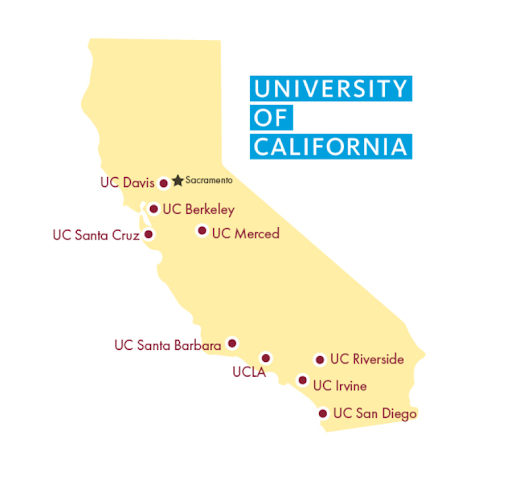 UNIVERSITY
OF
CALIFORNIA
UC Davis
Sacramento
UC Berkeley
UC Santa Cruz
UC Merced
UC Santa Barbara
UCLA
UC Riverside
UC Irvine
UC San Diego